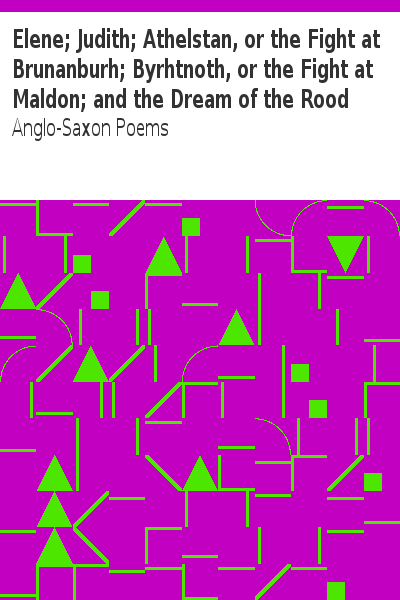 Elene; Judith; Athelstan, or the Fight at
Brunanburh; Byrhtnoth, or the Fight at
Maldon; and the Dream of the Rood
Anglo-Saxon Poems